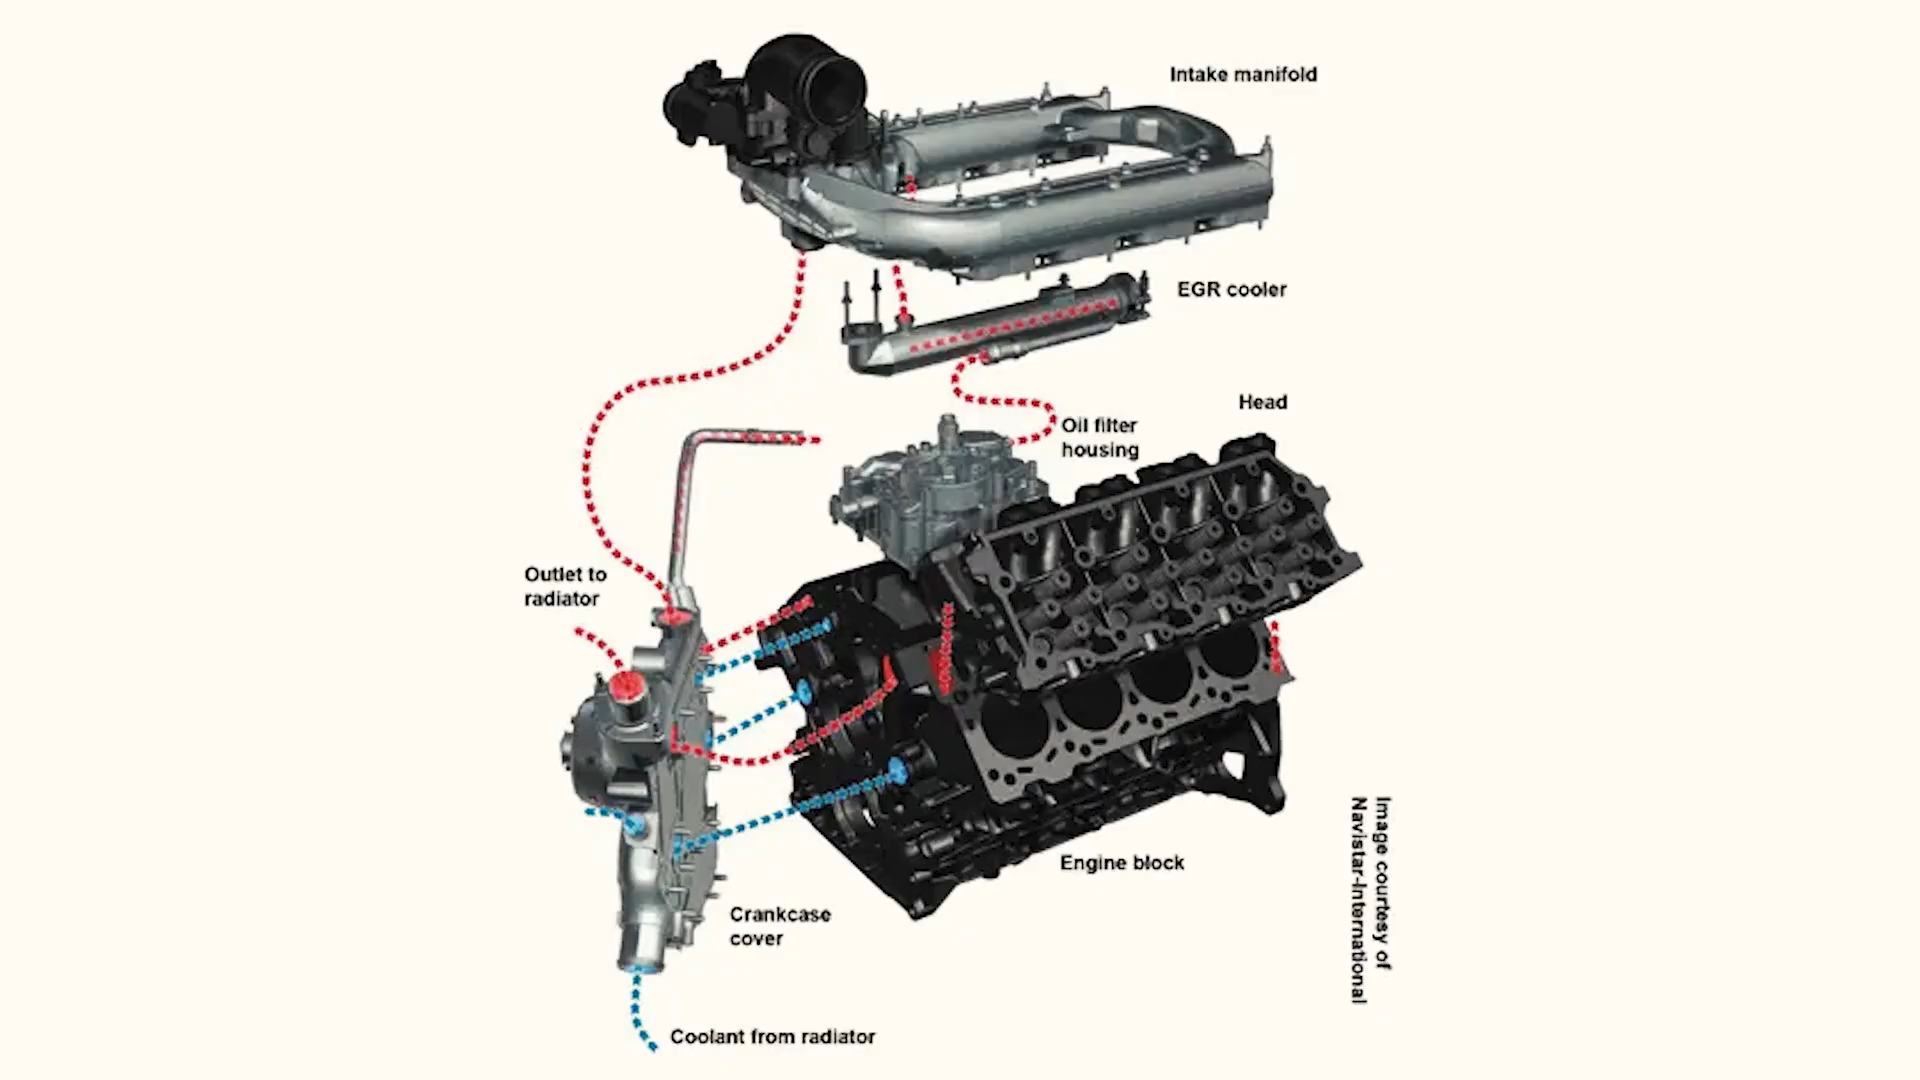 Intake manifold
EGR cooler
Head
Oil filter
housing
Outlet to
radiator
Engine block
Crankcase
cover
Coolant from radiator
Image courtesy of
Navistar-International